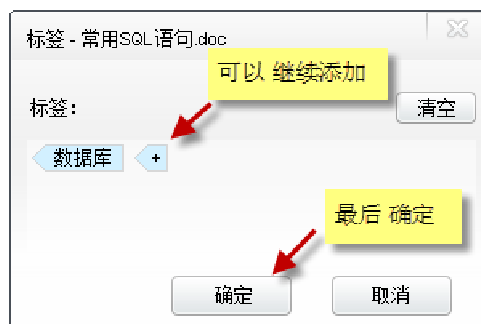 标签 - 常用SQL语句.doc
可以 继续添加
标签：
清空
数据库
+
最后 确定
确定
取消